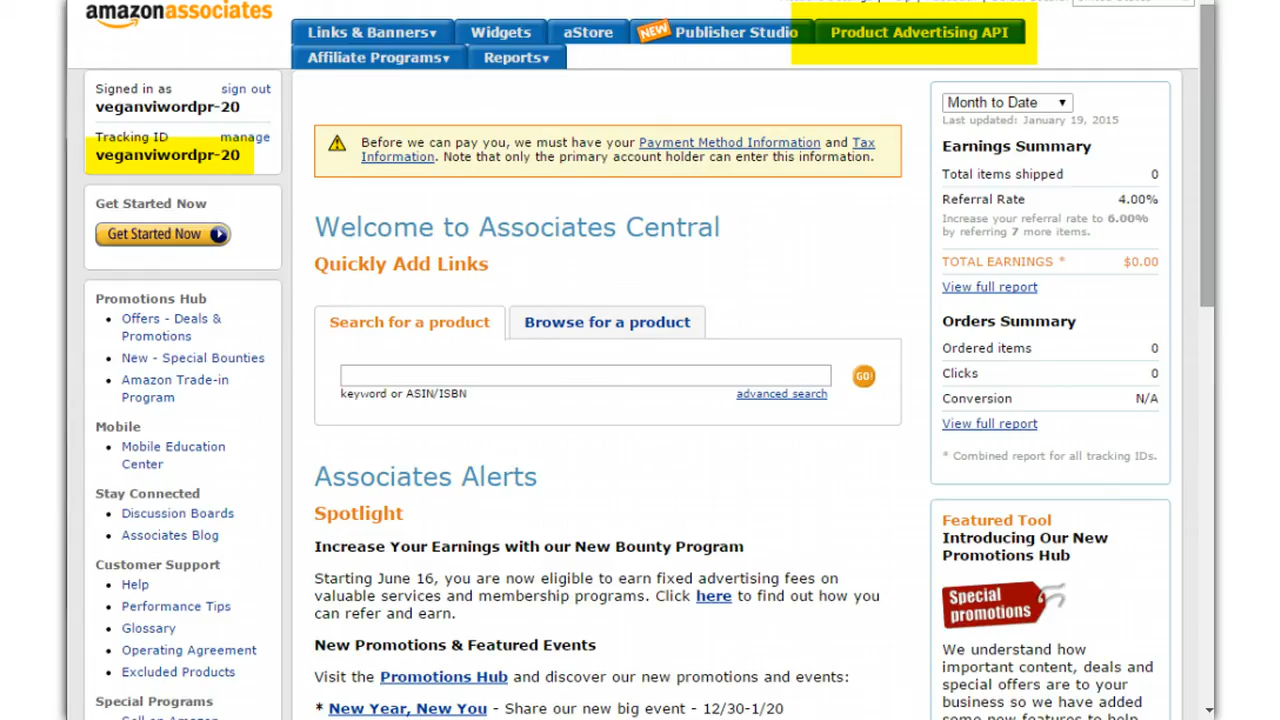 amazonassociates
Links & Banners▾
Widgets
aStore
NEW
Publisher Studio
Product Advertising API
Affiliate Programs▾
Reports▾
Signed in as
sign out
veganviwordpr-20
Tracking ID
manage
veganviwordpr-20
Get Started Now
Get Started Now
Promotions Hub
• Offers - Deals &
Promotions
• New - Special Bounties
• Amazon Trade-in
Program
Mobile
• Mobile Education
Center
Stay Connected
• Discussion Boards
• Associates Blog
Customer Support
• Help
• Performance Tips
• Glossary
• Operating Agreement
• Excluded Products
Special Programs
Before we can pay you, we must have your Payment Method Information and Tax
Information. Note that only the primary account holder can enter this information.
Welcome to Associates Central
Quickly Add Links
Search for a product
Browse for a product
GO!
keyword or ASIN/ISBN
advanced search
Associates Alerts
Spotlight
Increase Your Earnings with our New Bounty Program
Starting June 16, you are now eligible to earn fixed advertising fees on
valuable services and membership programs. Click here to find out how you
can refer and earn.
New Promotions & Featured Events
Visit the Promotions Hub and discover our new promotions and events:
* New Year, New You - Share our new big event - 12/30-1/20
Month to Date ▼
Last updated: January 19, 2015
Earnings Summary
Total items shipped 0
Referral Rate 4.00%
Increase your referral rate to 6.00%
by referring 7 more items.
TOTAL EARNINGS * $0.00
View full report
Orders Summary
Ordered items 0
Clicks 0
Conversion N/A
View full report
* Combined report for all tracking IDs.
Featured Tool
Introducing Our New
Promotions Hub
Special
promotions
We understand how
important content, deals and
special offers are to your
business so we have added
some new features to help